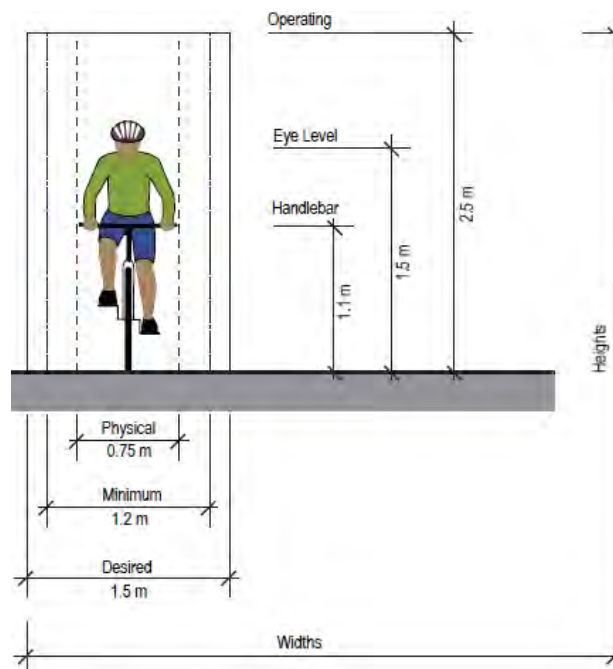 Operating
Eye Level
Handlebar
2.5 m
1.5 m
1.1 m
Heights
Physical
0.75 m
Minimum
1.2 m
Desired
1.5 m
Widths